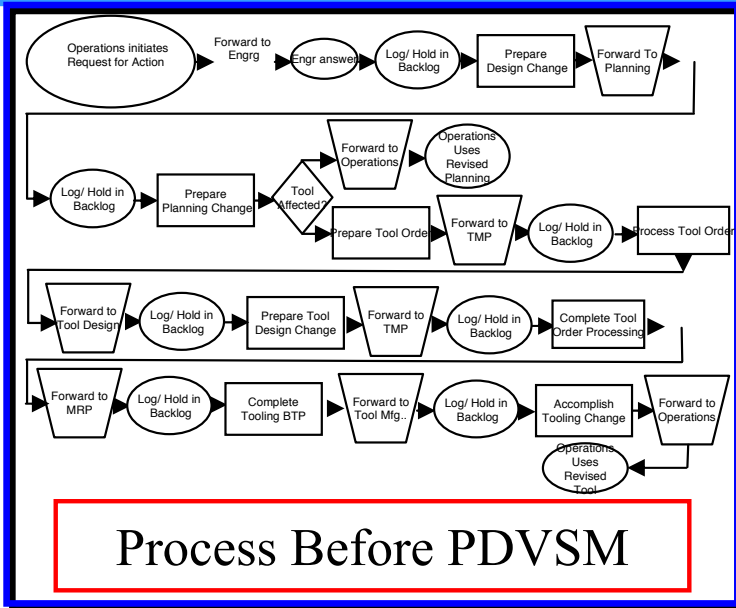 Operations initiates
Request for Action
Forward to
Engrg
Engr answer
Log/ Hold in
Backlog
Prepare
Design Change
Forward To
Planning
Log/ Hold in
Backlog
Prepare
Planning Change
Tool
Affected?
Forward to
Operations
Operations
Uses
Revised
Planning
Prepare Tool Order
Forward to
TMP
Log/ Hold in
Backlog
Process Tool Order
Forward to
Tool Design
Log/ Hold in
Backlog
Prepare Tool
Design Change
Forward to
TMP
Log/ Hold in
Backlog
Complete Tool
Order Processing
Forward to
MRP
Log/ Hold in
Backlog
Complete
Tooling BTP
Forward to
Tool Mfg..
Log/ Hold in
Backlog
Accomplish
Tooling Change
Forward to
Operations
Operations
Uses
Revised
Tool
Process Before PDVSM